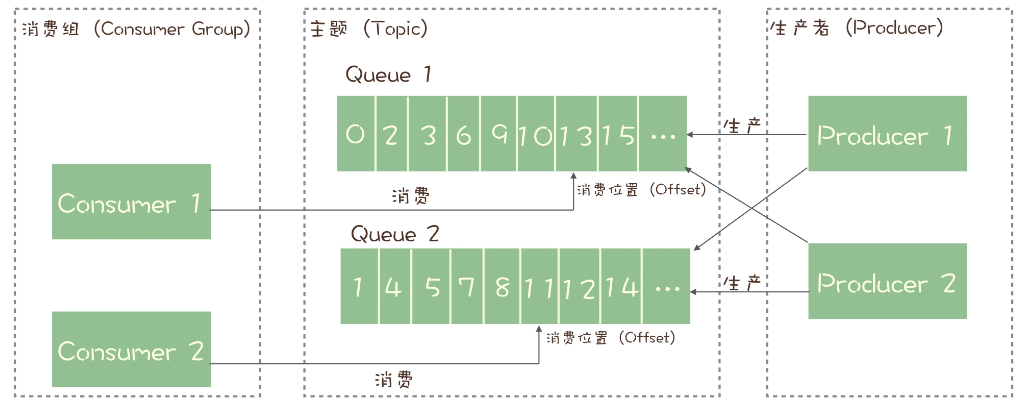 消费组 (Consumer Group)
Consumer 1
Consumer 2
消费
消费
主题 (Topic)
Queue 1
0 2 3 6 9 10 13 15 ...
消费位置 (Offset)
Queue 2
1 4 5 7 8 11 12 14 ...
消费位置 (Offset)
生产者 (Producer)
生产
Producer 1
生产
Producer 2